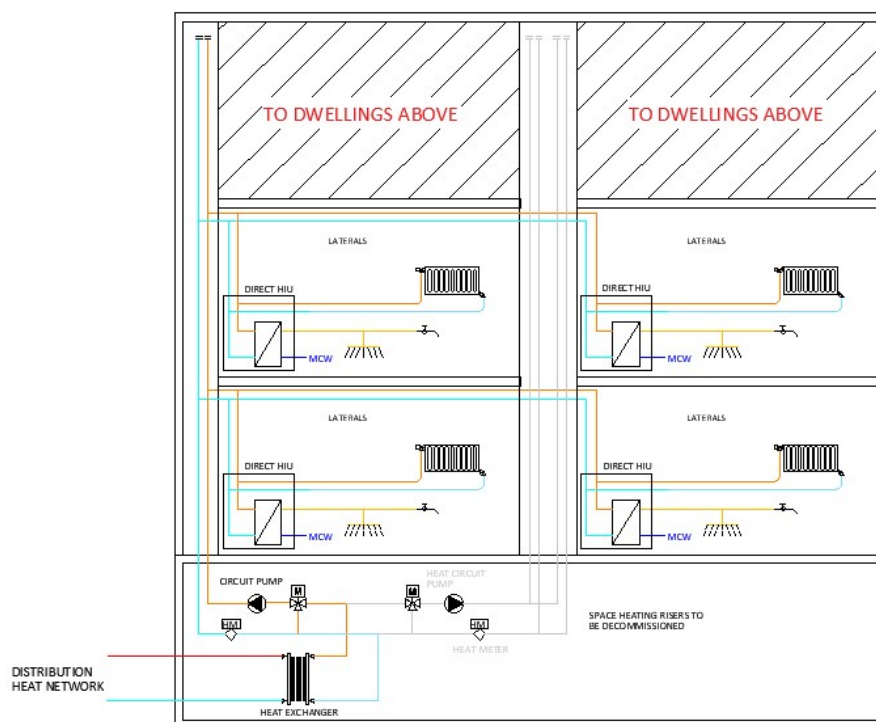 TO DWELLINGS ABOVE
TO DWELLINGS ABOVE
LATERALS
LATERALS
DIRECT HIU
DIRECT HIU
MCW
MCW
LATERALS
LATERALS
DIRECT HIU
DIRECT HIU
MCW
MCW
CIRCUIT PUMP
HEAT CIRCUIT
PUMP
M
HM
HM
SPACE HEATING RISERS TO
BE DECOMMISSIONED
HEAT METER
DISTRIBUTION
HEAT NETWORK
HEAT EXCHANGER